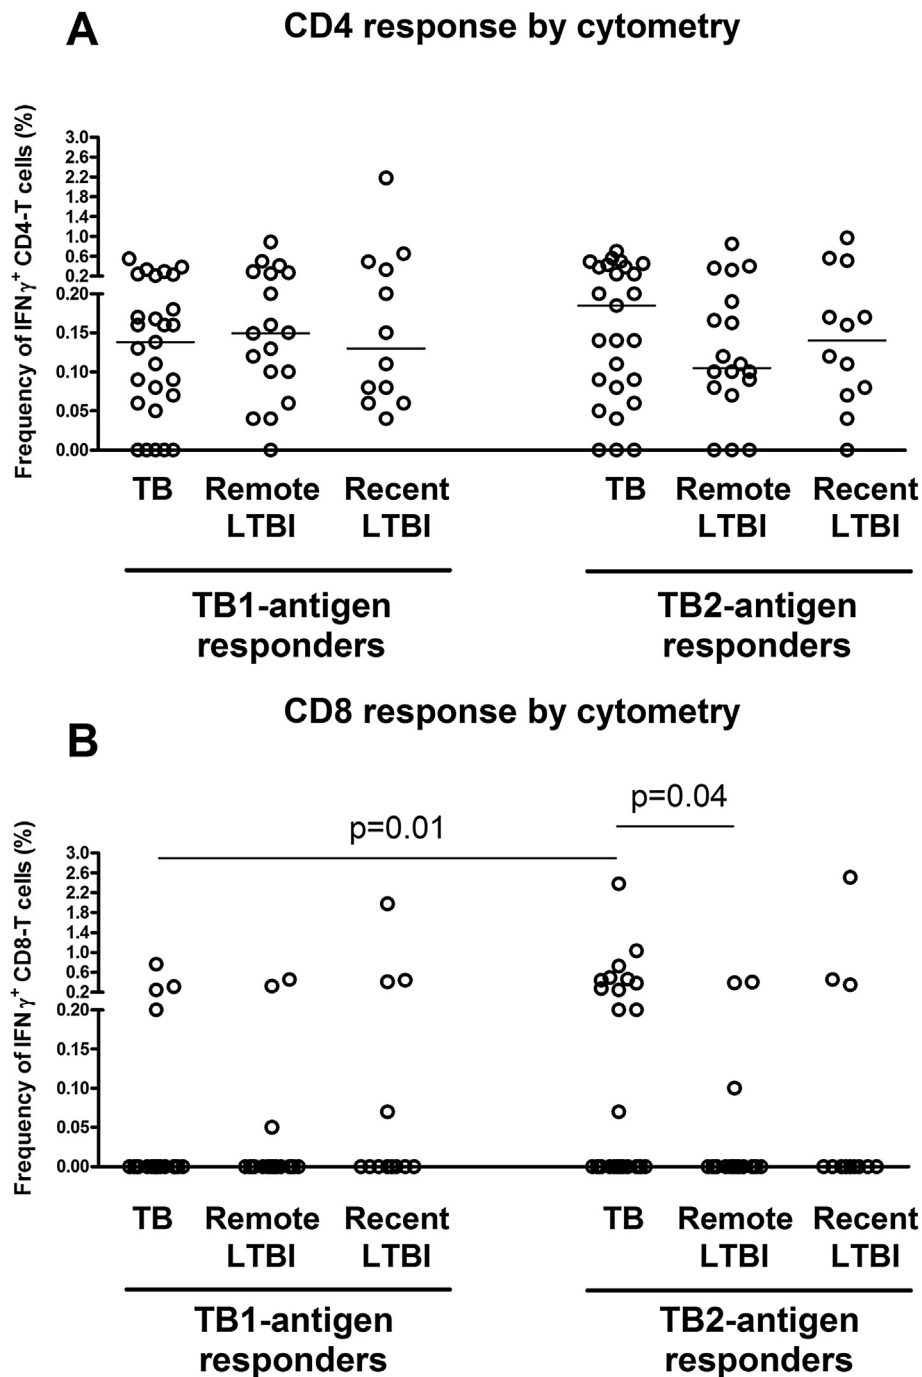 A
CD4 response by cytometry
Frequency of IFNγ+ CD4-T cells (%)
3.0
2.6
2.2
1.8
1.4
1.0
0.6
0.2
0.20
0.15
0.10
0.05
0.00
TB Remote Recent TB Remote Recent
LTBI LTBI LTBI LTBI
TB1-antigen TB2-antigen
responders responders
CD8 response by cytometry
B
p=0.04
p=0.01
Frequency of IFNγ+ CD8-T cells (%)
3.0
2.6
2.2
1.8
1.4
1.0
0.6
0.2
0.20
0.15
0.10
0.05
0.00
TB Remote Recent TB Remote Recent
LTBI LTBI LTBI LTBI
TB1-antigen TB2-antigen
responders responders